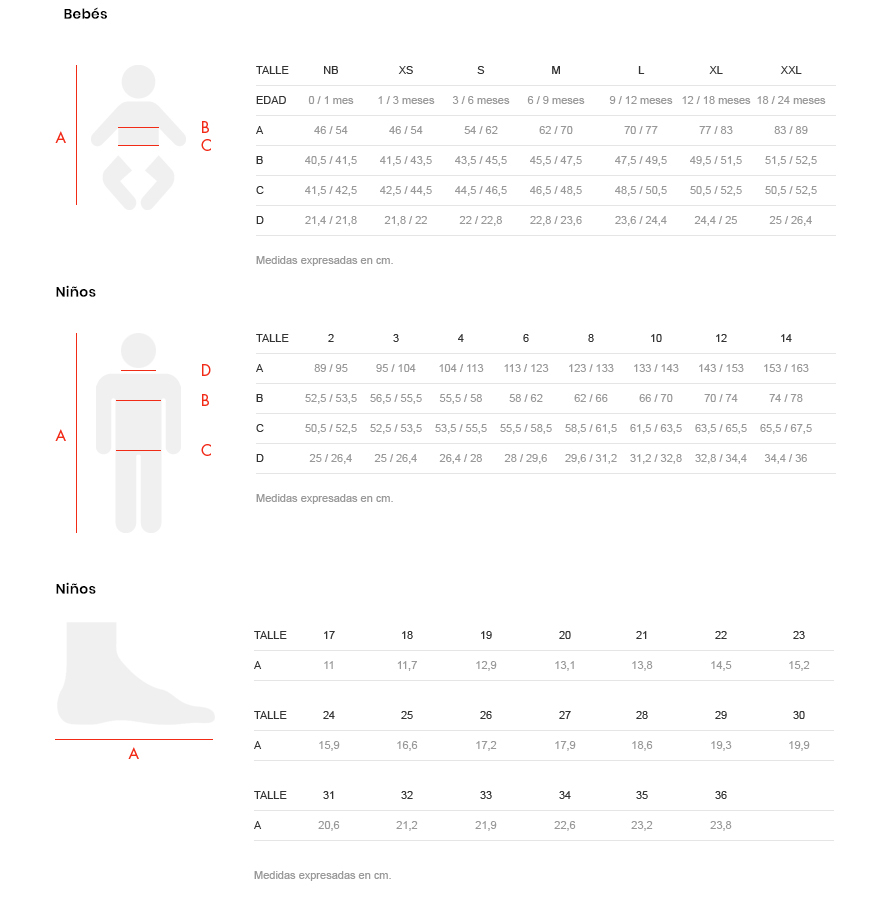 Bebés
TALLE NB XS S M L XL XXL
EDAD 0 / 1 mes 1 / 3 meses 3 / 6 meses 6 / 9 meses 9 / 12 meses 12 / 18 meses 18 / 24 meses
A 46 / 54 46 / 54 54 / 62 62 / 70 70 / 77 77 / 83 83 / 89
B 40,5 / 41,5 41,5 / 43,5 43,5 / 45,5 45,5 / 47,5 47,5 / 49,5 49,5 / 51,5 51,5 / 52,5
C 41,5 / 42,5 42,5 / 44,5 44,5 / 46,5 46,5 / 48,5 48,5 / 50,5 50,5 / 52,5 50,5 / 52,5
D 21,4 / 21,8 21,8 / 22 22 / 22,8 22,8 / 23,6 23,6 / 24,4 24,4 / 25 25 / 26,4
A
B
C
Medidas expresadas en cm.
Niños
TALLE 2 3 4 6 8 10 12 14
A 89 / 95 95 / 104 104 / 113 113 / 123 123 / 133 133 / 143 143 / 153 153 / 163
B 52,5 / 53,5 56,5 / 55,5 55,5 / 58 58 / 62 62 / 66 66 / 70 70 / 74 74 / 78
C 50,5 / 52,5 52,5 / 53,5 53,5 / 55,5 55,5 / 58,5 58,5 / 61,5 61,5 / 63,5 63,5 / 65,5 65,5 / 67,5
D 25 / 26,4 25 / 26,4 26,4 / 28 28 / 29,6 29,6 / 31,2 31,2 / 32,8 32,8 / 34,4 34,4 / 36
D
B
A
C
Medidas expresadas en cm.
Niños
TALLE 17 18 19 20 21 22 23
A 11 11,7 12,9 13,1 13,8 14,5 15,2
TALLE 24 25 26 27 28 29 30
A 15,9 16,6 17,2 17,9 18,6 19,3 19,9
A
TALLE 31 32 33 34 35 36
A 20,6 21,2 21,9 22,6 23,2 23,8
Medidas expresadas en cm.